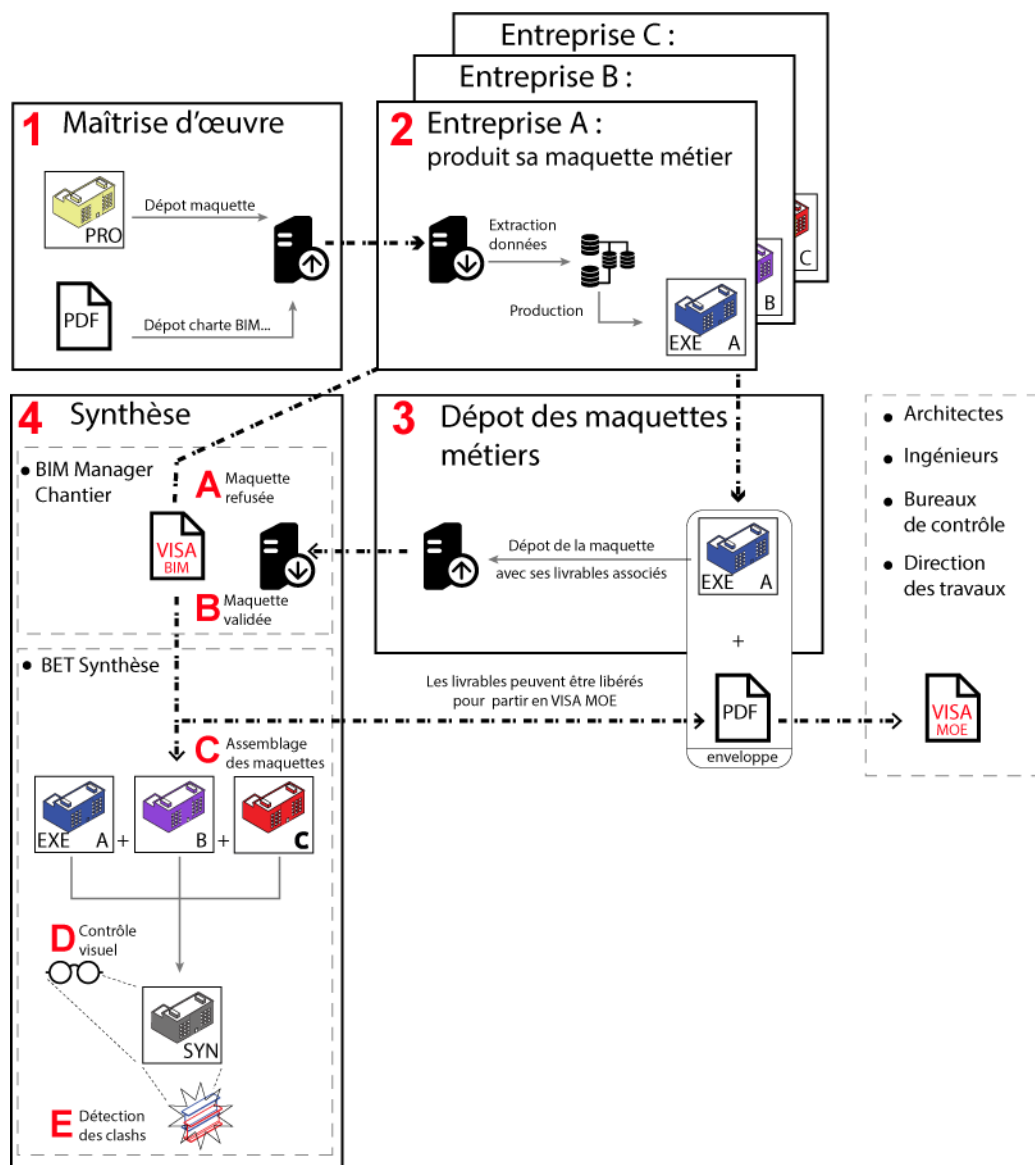 Entreprise C :
Entreprise B :
1 Maîtrise d'œuvre
Dépot maquette
PRO
PDF
Dépot charte BIM...
2 Entreprise A :
produit sa maquette métier
Extraction
données
Production
EXE A
B
C
4 Synthèse
BIM Manager
Chantier
A Maquette
refusée
VISA
BIM
B Maquette
validée
BET Synthèse
C Assemblage
des maquettes
EXE A + B + C
D Contrôle
visuel
SYN
E Détection
des clashs
3 Dépot des maquettes
métiers
Dépot de la maquette
avec ses livrables associés
EXE A
+
Les livrables peuvent être libérés
pour partir en VISA MOE
PDF
enveloppe
Architectes
Ingénieurs
Bureaux
de contrôle
Direction
des travaux
VISA
MOE